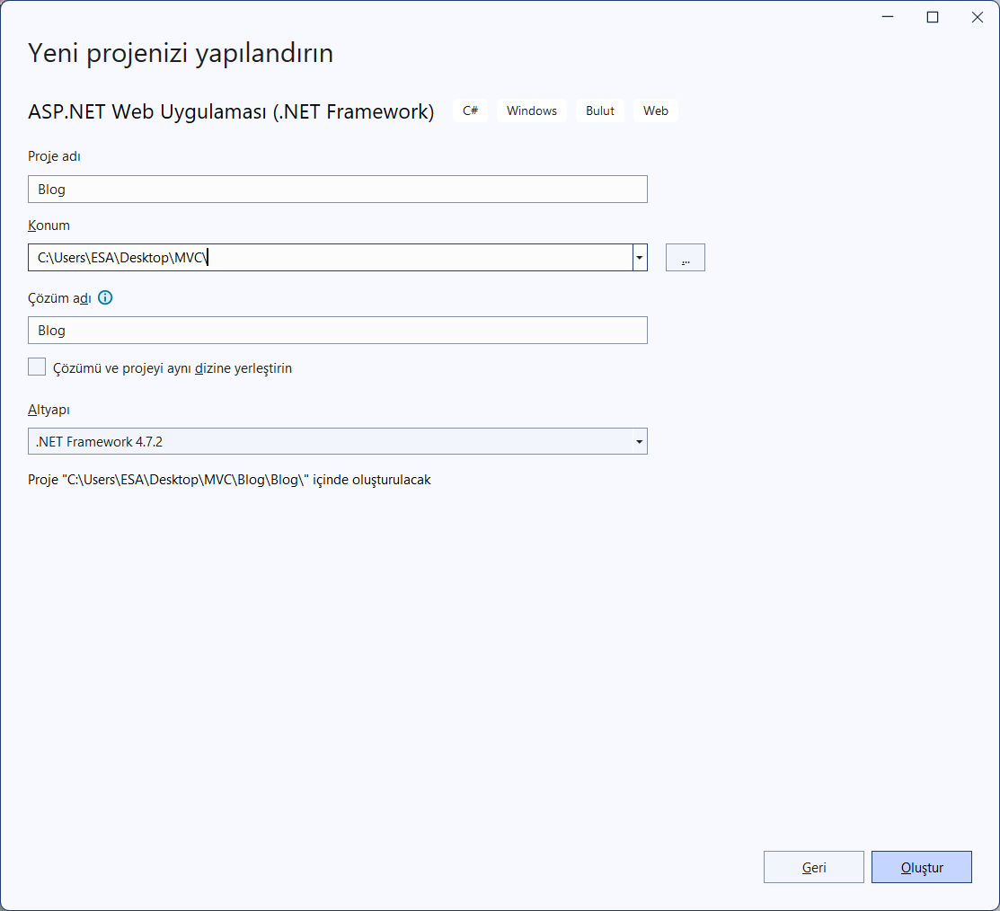 Yeni projenizi yapılandırın
ASP.NET Web Uygulaması (.NET Framework) C# Windows Bulut Web
Proje adı
Blog
Konum
C:\Users\ESA\Desktop\MVC\
...
Çözüm adı
Blog
Çözümü ve projeyi aynı dizine yerleştirin
Altyapı
.NET Framework 4.7.2
Proje "C:\Users\ESA\Desktop\MVC\Blog\Blog\" içinde oluşturulacak
Geri Oluştur